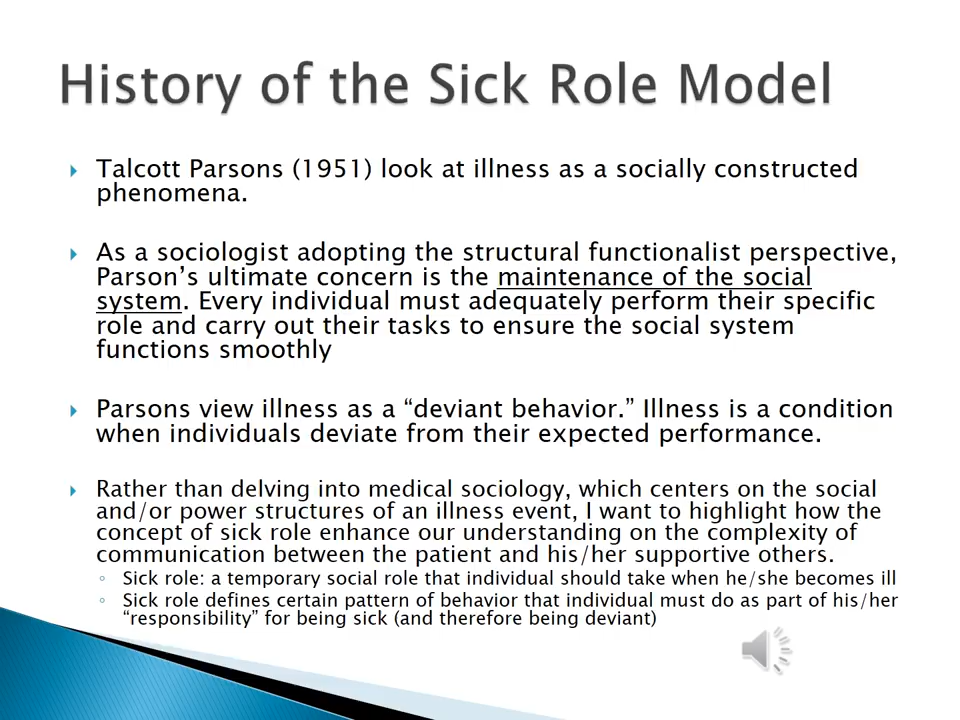 History of the Sick Role Model
Talcott Parsons (1951) look at illness as a socially constructed
phenomena.
As a sociologist adopting the structural functionalist perspective,
Parson’s ultimate concern is the maintenance of the social
system. Every individual must adequately perform their specific
role and carry out their tasks to ensure the social system
functions smoothly
Parsons view illness as a “deviant behavior.” Illness is a condition
when individuals deviate from their expected performance.
Rather than delving into medical sociology, which centers on the social
and/or power structures of an illness event, I want to highlight how the
concept of sick role enhance our understanding on the complexity of
communication between the patient and his/her supportive others.
Sick role: a temporary social role that individual should take when he/she becomes ill
Sick role defines certain pattern of behavior that individual must do as part of his/her
“responsibility” for being sick (and therefore being deviant)